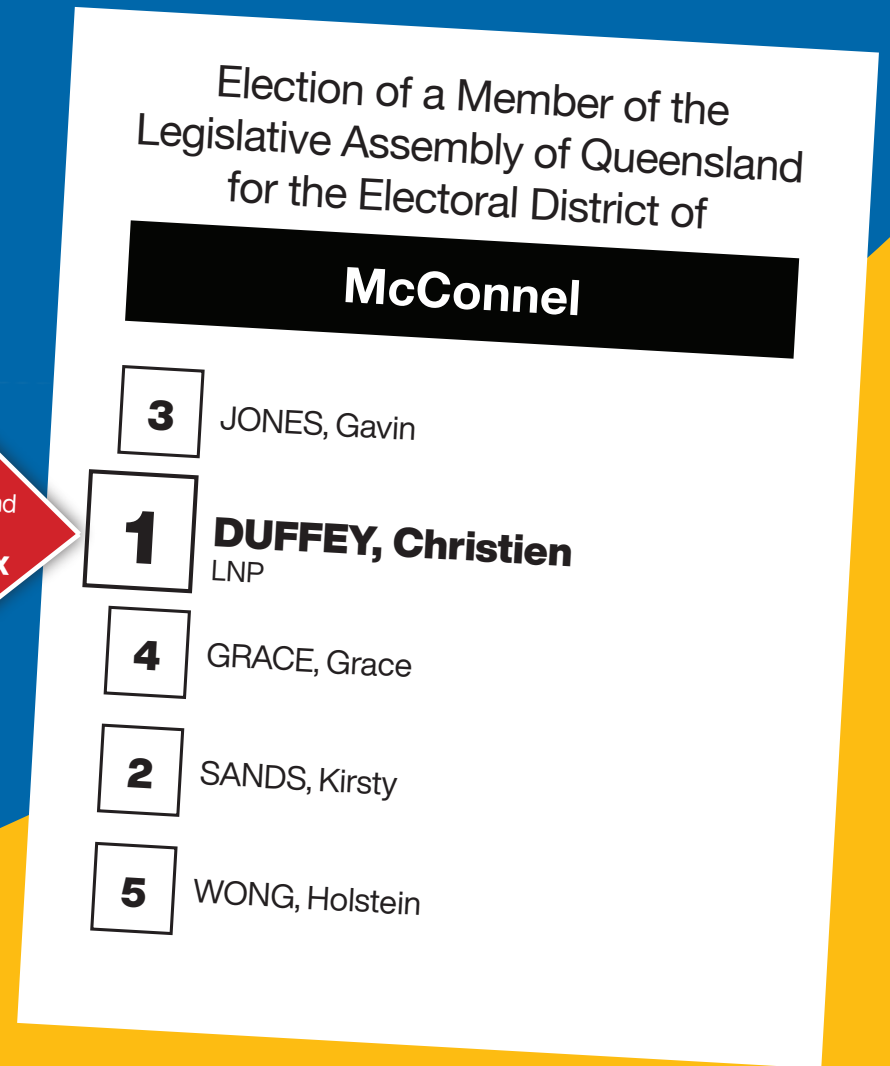 Election of a Member of the
Legislative Assembly of Queensland
for the Electoral District of
McConnel
3 JONES, Gavin
1 DUFFEY, Christien
LNP
4 GRACE, Grace
2 SANDS, Kirsty
5 WONG, Holstein